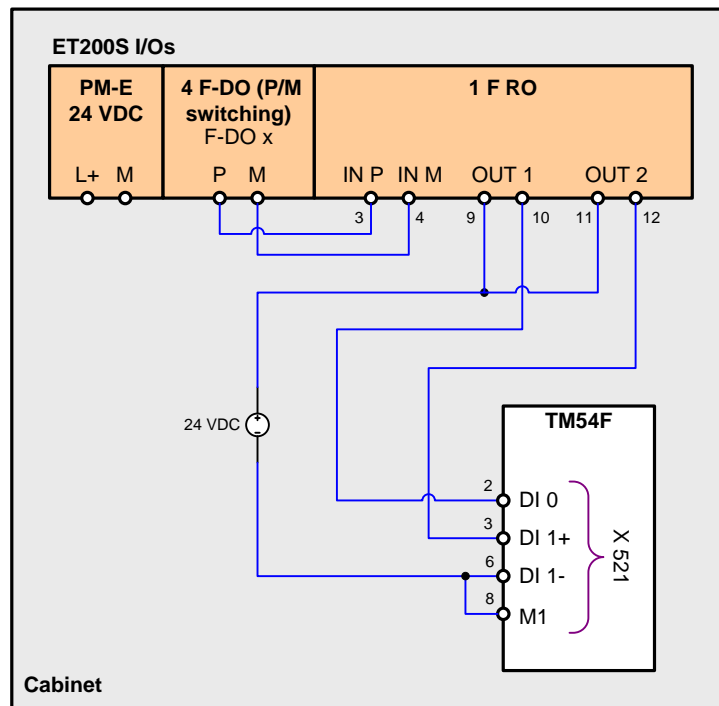 ET200S I/Os
PM-E
24 VDC
4 F-DO (P/M
switching)
F-DO x
1 F RO
L+ M
P M
IN P IN M OUT 1 OUT 2
3 4 9 10 11 12
24 VDC
TM54F
2 DI 0
3 DI 1+
6 DI 1-
8 M1
X 521
Cabinet